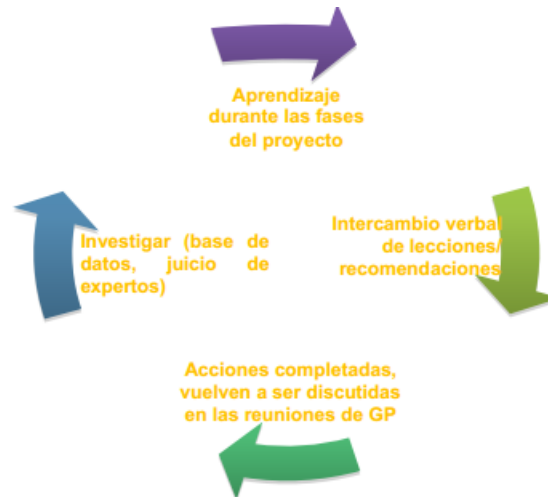 Aprendizaje
durante las fases
del proyecto
Intercambio verbal
de lecciones/
recomendaciones
Acciones completadas,
vuelven a ser discutidas
en las reuniones de GP
Investigar (base de
datos, juicio de
expertos)